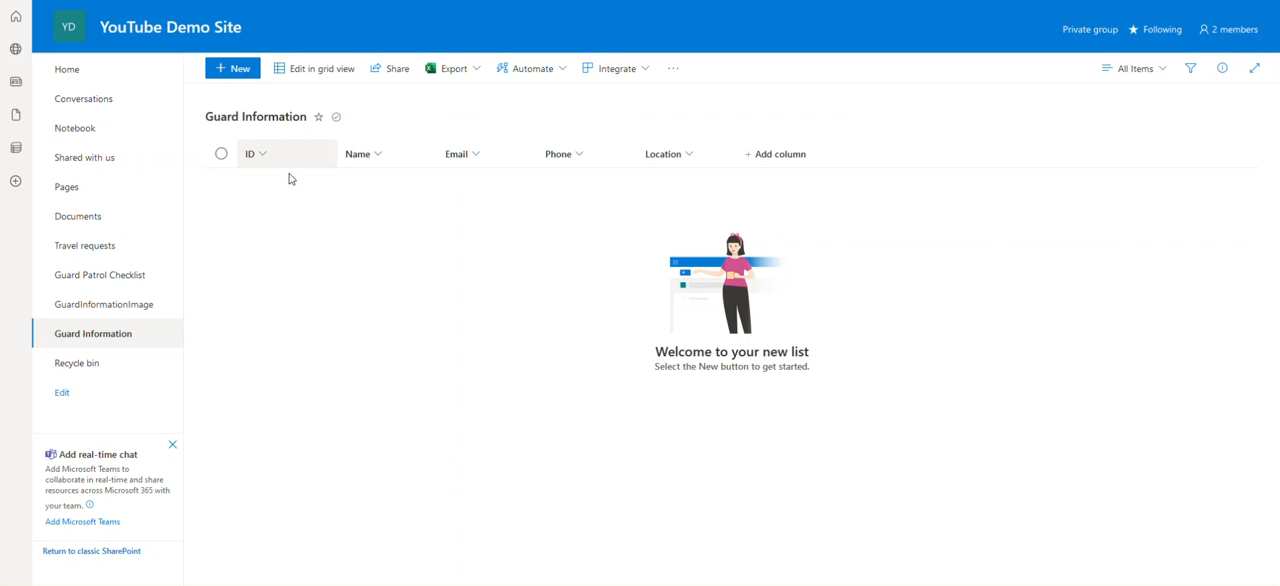 YD
YouTube Demo Site
Private group
Following
2 members
Home
Conversations
Notebook
Shared with us
Pages
Documents
Travel requests
Guard Patrol Checklist
GuardInformationImage
Guard Information
Recycle bin
Edit
Add real-time chat
Add Microsoft Teams to
collaborate in real-time and share
resources across Microsoft 365 with
your team.
Add Microsoft Teams
Return to classic SharePoint
+ New
Edit in grid view
Share
Export
Automate
Integrate
...
All Items
Guard Information
ID
Name
Email
Phone
Location
+ Add column
Welcome to your new list
Select the New button to get started.